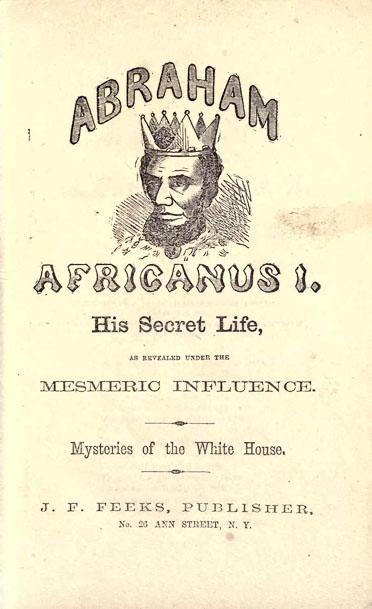 ABRAHAM
AFRICANUS I.
His Secret Life,
AS REVEALED UNDER THE
MESMERIC INFLUENCE.
Mysteries of the White House.
J. F. FEEKS, PUBLISHER,
No. 26 ANN STREET, N. Y.